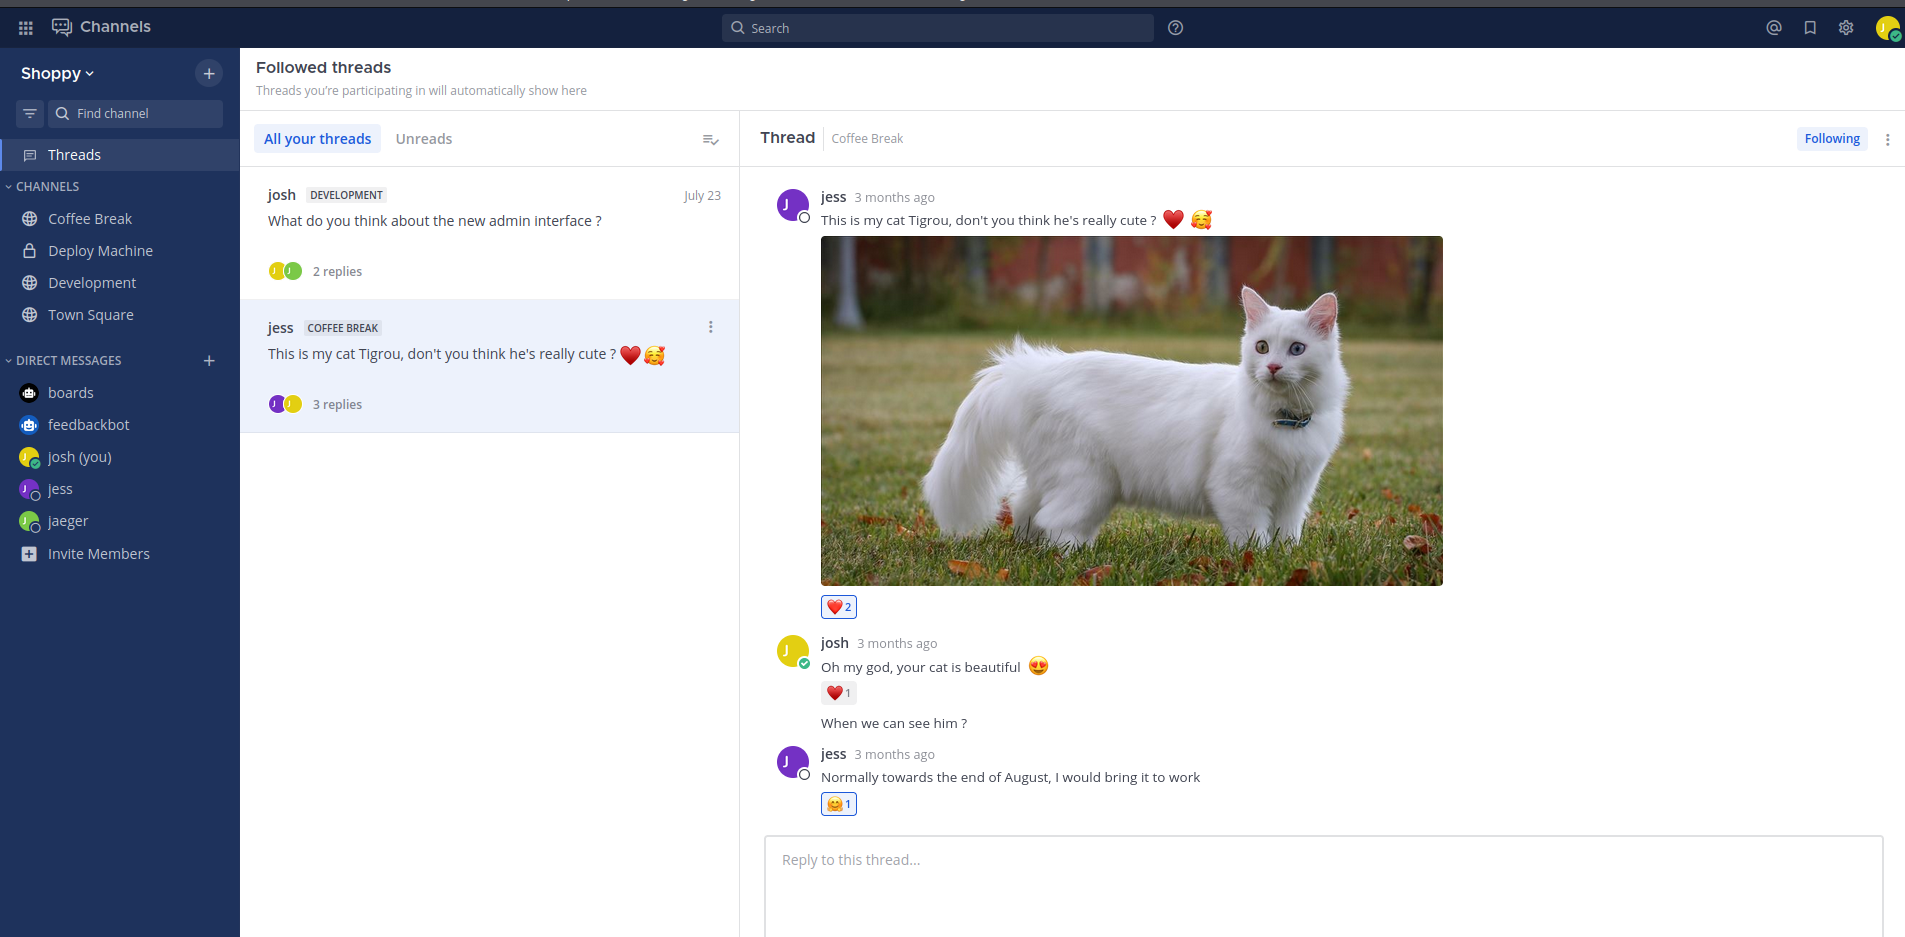 Channels
Search
Shoppy
Find channel
Threads
CHANNELS
Coffee Break
Deploy Machine
Development
Town Square
DIRECT MESSAGES
boards
feedbackbot
josh (you)
jess
jaeger
Invite Members
Followed threads
Threads you're participating in will automatically show here
All your threads Unreads
josh DEVELOPMENT July 23
What do you think about the new admin interface ?
J J 2 replies
jess COFFEE BREAK
This is my cat Tigrou, don't you think he's really cute ? ❤️ 🥰
J J 3 replies
Thread Coffee Break Following
J jess 3 months ago
This is my cat Tigrou, don't you think he's really cute ? ❤️ 🥰
❤️ 2
J josh 3 months ago
Oh my god, your cat is beautiful 😍
❤️ 1
When we can see him ?
J jess 3 months ago
Normally towards the end of August, I would bring it to work
🤗 1
Reply to this thread...